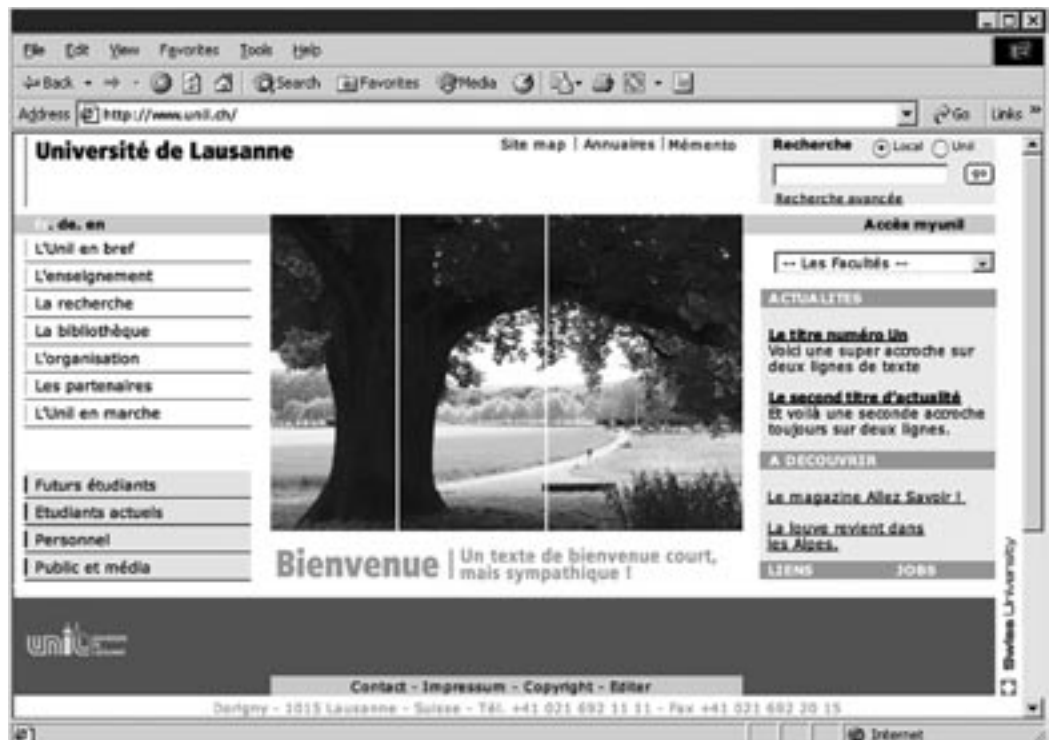 File Edit View Favorites Tools Help
Back Search Favorites Media
Address http://www.unil.ch/ Go Links »
Université de Lausanne
Site map | Annuaires | Mémento
Recherche Local Unil
go
Recherche avancée
. de. en
Accès myunil
L'Unil en bref
L'enseignement
La recherche
La bibliothèque
L'organisation
Les partenaires
L'Unil en marche
Futurs étudiants
Etudiants actuels
Personnel
Public et média
-- Les Facultés --
ACTUALITES
Le titre numéro Un
Voici une super accroche sur
deux lignes de texte
Le second titre d'actualité
Et voilà une seconde accroche
toujours sur deux lignes.
A DECOUVRIR
Le magazine Allez Savoir !
La louve revient dans
les Alpes.
LIENS JOBS
Bienvenue | Un texte de bienvenue court,
mais sympathique !
Swiss University
unil
Contact - Impressum - Copyright - Editer
Dorigny - 1015 Lausanne - Suisse - Tél. +41 021 692 11 11 - Fax +41 021 692 20 15
Internet